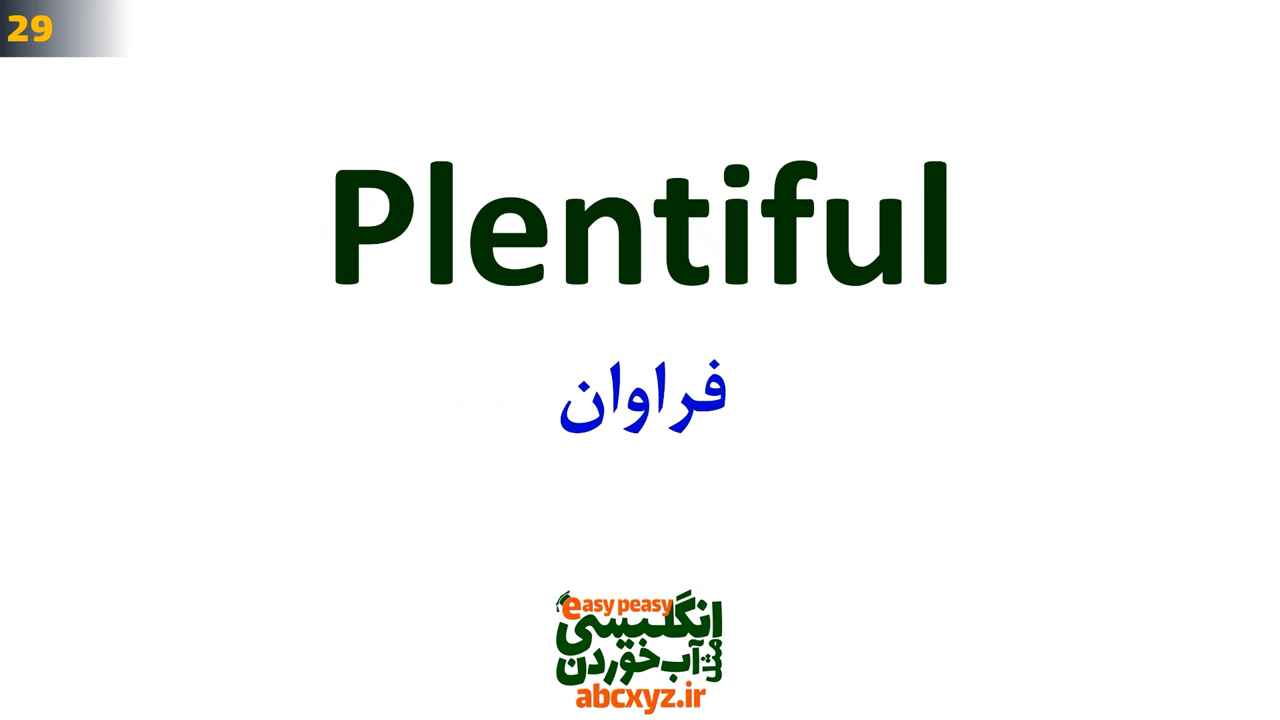 29
Plentiful
فراوان
easy peasy
انگلیسی
مثل آب خوردن
abcxyz.ir